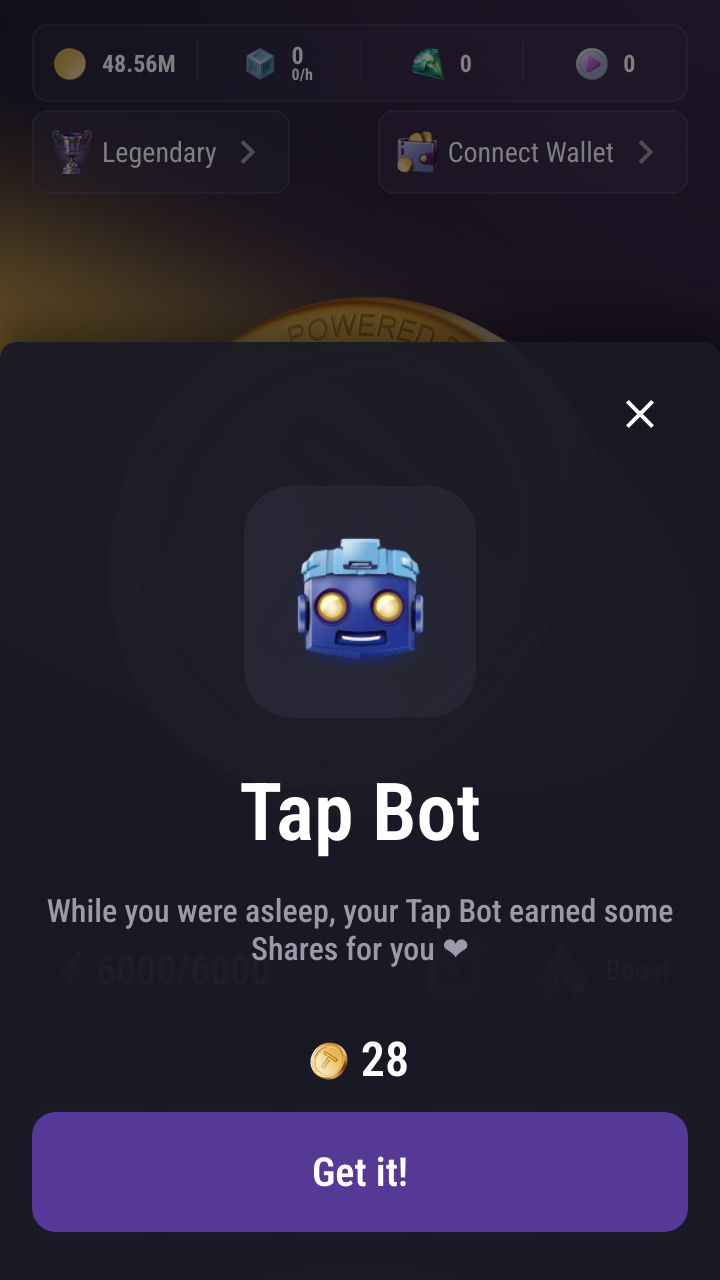 48.56M
0
0/h
0
0
Legendary
Connect Wallet
POWERED
Tap Bot
While you were asleep, your Tap Bot earned some
Shares for you ❤
6000/6000
Boost
28
Get it!